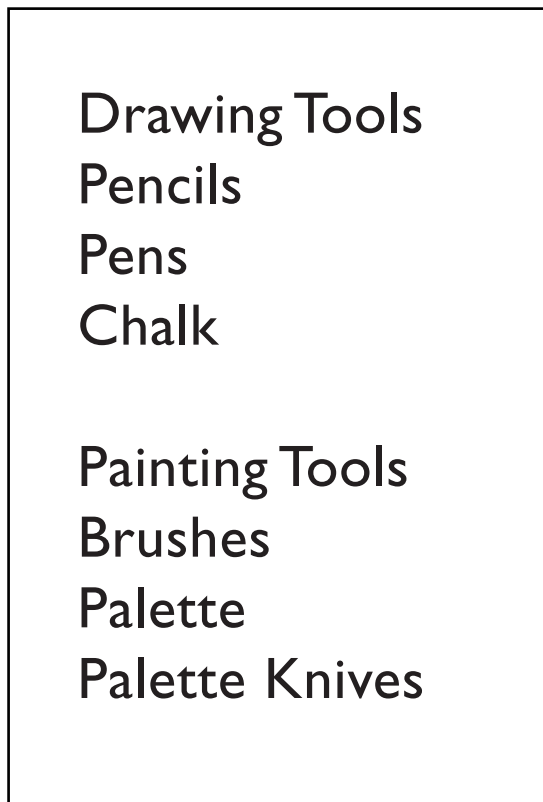 Drawing Tools
Pencils
Pens
Chalk
Painting Tools
Brushes
Palette
Palette Knives